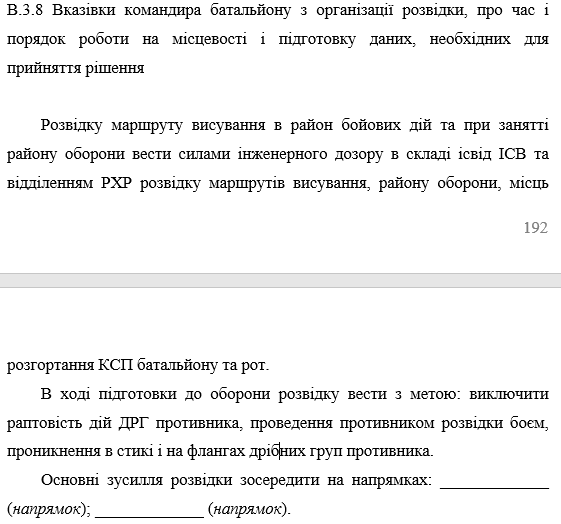 В.3.8 Вказівки командира батальйону з організації розвідки, про час і
порядок роботи на місцевості і підготовку даних, необхідних для
прийняття рішення
Розвідку маршруту висування в район бойових дій та при занятті
району оборони вести силами інженерного дозору в складі ісвід ІСВ та
відділенням РХР розвідку маршрутів висування, району оборони, місць
192
розгортання КСП батальйону та рот.
В ході підготовки до оборони розвідку вести з метою: виключити
раптовість дій ДРГ противника, проведення противником розвідки боєм,
проникнення в стикі і на флангах дрібних груп противника.
Основні зусилля розвідки зосередити на напрямках: ______________
(напрямок); ______________ (напрямок).